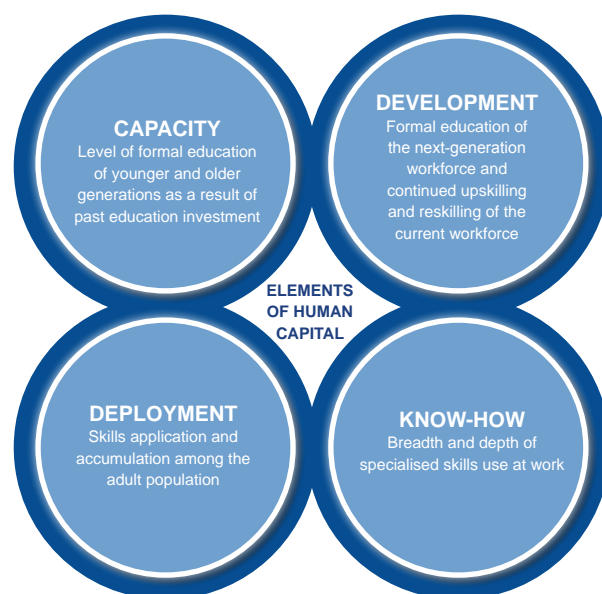 CAPACITY
Level of formal education
of younger and older
generations as a result of
past education investment
DEVELOPMENT
Formal education of
the next-generation
workforce and
continued upskilling
and reskilling of the
current workforce
ELEMENTS
OF HUMAN
CAPITAL
DEPLOYMENT
Skills application and
accumulation among the
adult population
KNOW-HOW
Breadth and depth of
specialised skills use at work